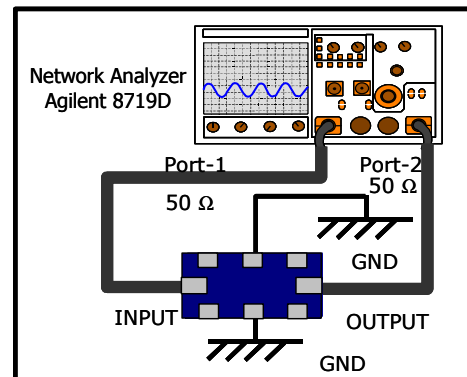 Network Analyzer
Agilent 8719D
Port-1
50 Ω
Port-2
50 Ω
GND
INPUT
OUTPUT
GND